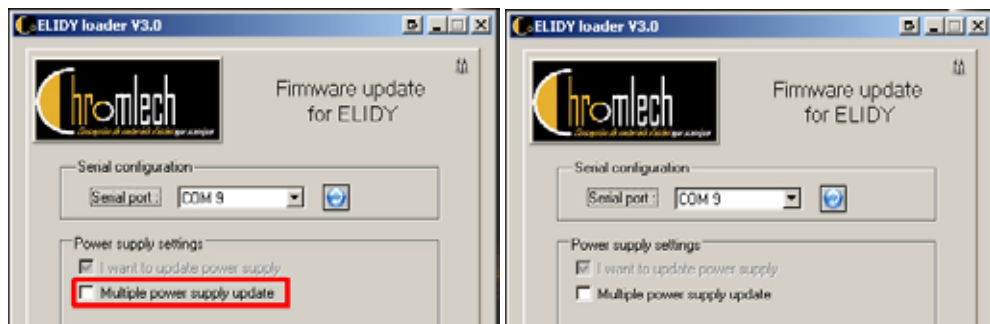 ELIDY loader V3.0
Chromlech
Firmware update
for ELIDY
Serial configuration
Serial port :
COM 9
Power supply settings
I want to update power supply
Multiple power supply update
ELIDY loader V3.0
Chromlech
Firmware update
for ELIDY
Serial configuration
Serial port :
COM 9
Power supply settings
I want to update power supply
Multiple power supply update